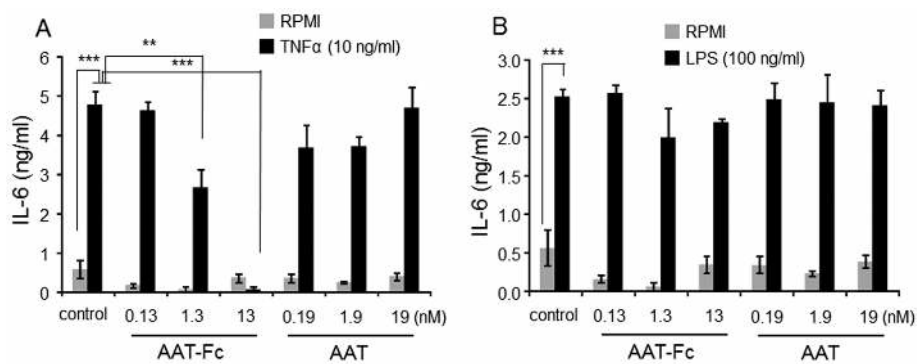 A
RPMI
TNFα (10 ng/ml)
***
**
***
IL-6 (ng/ml)
6
5
4
3
2
1
0
control 0.13 1.3 13 0.19 1.9 19 (nM)
AAT-Fc AAT
B
RPMI
LPS (100 ng/ml)
***
IL-6 (ng/ml)
3.0
2.5
2.0
1.5
1.0
0.5
0.0
control 0.13 1.3 13 0.19 1.9 19 (nM)
AAT-Fc AAT